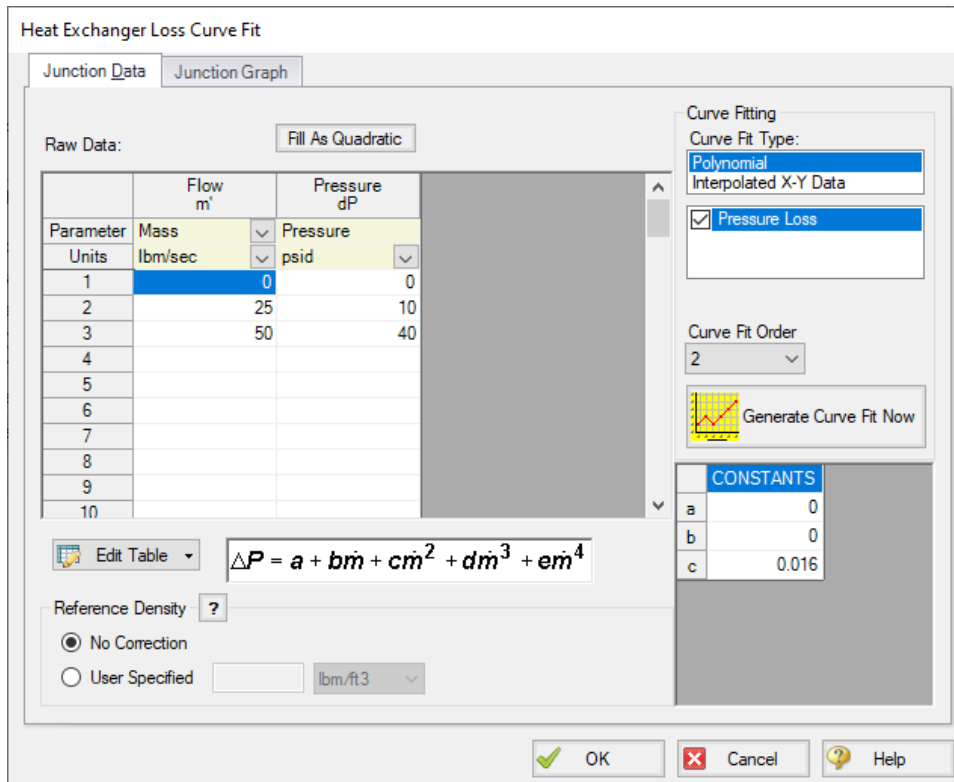 Heat Exchanger Loss Curve Fit
Junction Data Junction Graph
Raw Data: Fill As Quadratic
Flow m' Pressure dP
Parameter Mass Pressure
Units lbm/sec psid
1 0 0
2 25 10
3 50 40
4
5
6
7
8
9
10
Edit Table
ΔP = a + bṁ + cṁ² + dṁ³ + eṁ⁴
Reference Density ?
No Correction
User Specified lbm/ft3
Curve Fitting
Curve Fit Type:
Polynomial
Interpolated X-Y Data
Pressure Loss
Curve Fit Order
2
Generate Curve Fit Now
CONSTANTS
a 0
b 0
c 0.016
OK Cancel Help